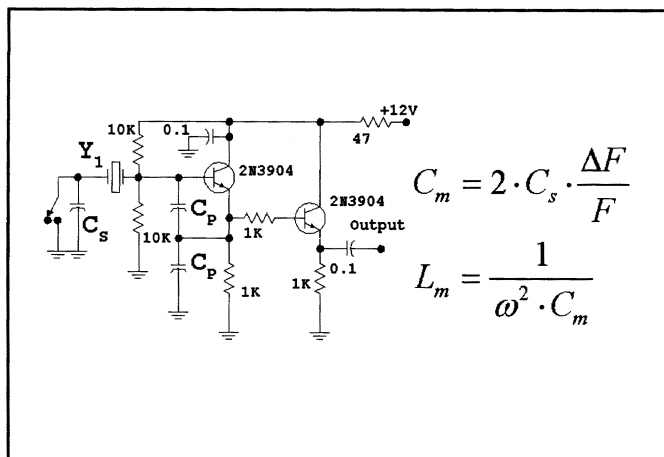 +12V
10K
0.1
47
Y1
2N3904
2N3904
Cm = 2 · Cs · ΔF/F
CP
Output
CS
10K
1K
CP
0.1
1K
1K
Lm = 1/(ω² · Cm)